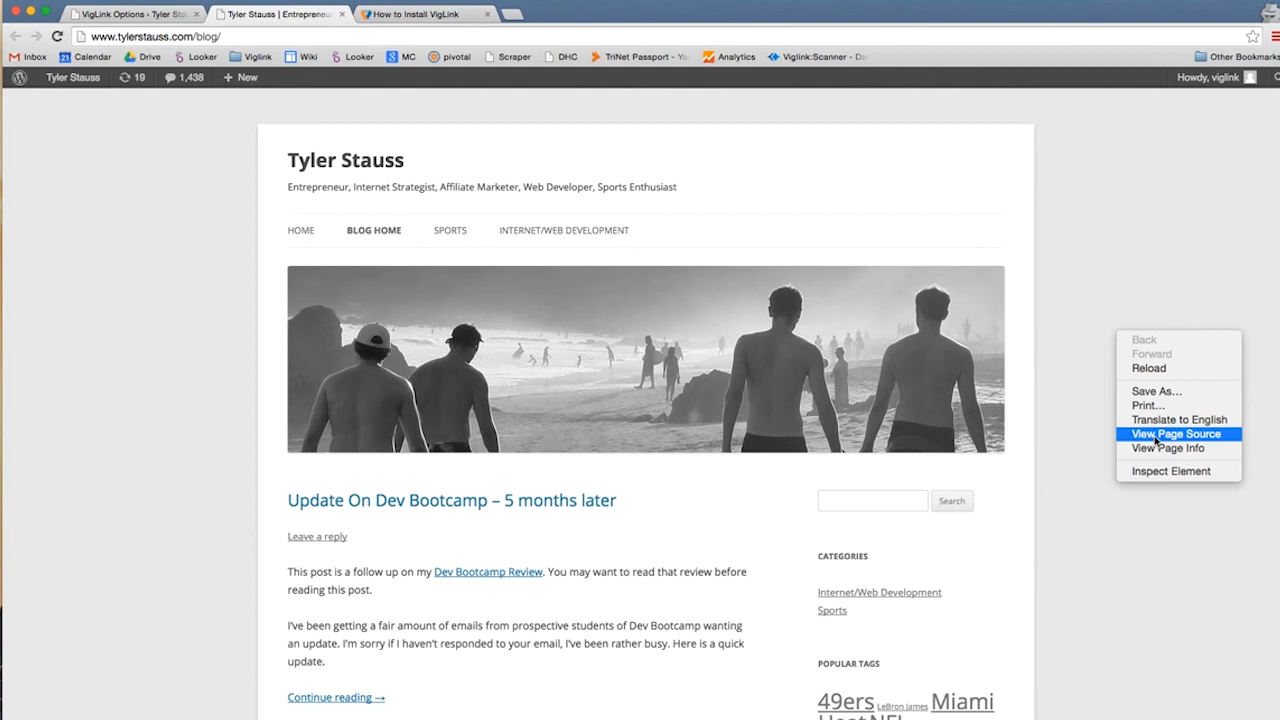 VigLink Options ‹ Tyler Sta
Tyler Stauss | Entrepreneu
How to Install VigLink
www.tylerstauss.com/blog/
Inbox Calendar Drive Looker Viglink Wiki Looker MC pivotal Scraper DHC TriNet Passport - Yo Analytics Viglink:Scanner - Da Other Bookmarks
Tyler Stauss 19 1,438 + New Howdy, viglink
Tyler Stauss
Entrepreneur, Internet Strategist, Affiliate Marketer, Web Developer, Sports Enthusiast
HOME BLOG HOME SPORTS INTERNET/WEB DEVELOPMENT
Back
Forward
Reload
Save As...
Print...
Translate to English
View Page Source
View Page Info
Inspect Element
Update On Dev Bootcamp – 5 months later
Search
Leave a reply
This post is a follow up on my Dev Bootcamp Review. You may want to read that review before
reading this post.
I've been getting a fair amount of emails from prospective students of Dev Bootcamp wanting
an update. I'm sorry if I haven't responded to your email, I've been rather busy. Here is a quick
update.
Continue reading →
CATEGORIES
Internet/Web Development
Sports
POPULAR TAGS
49ers LeBron James Miami
Heat NFL